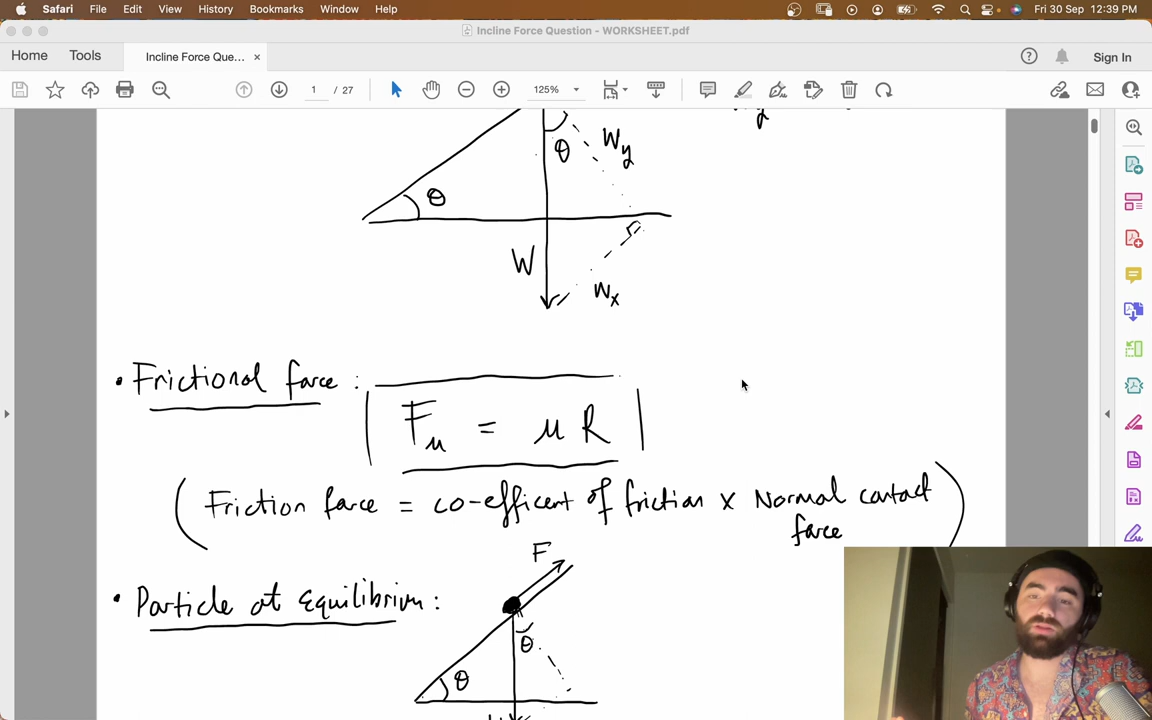 Safari File Edit View History Bookmarks Window Help Fri 30 Sep 12:39 PM
Incline Force Question - WORKSHEET.pdf
Home Tools Incline Force Que... × Sign In
1 / 27 125%
θ Wy
θ
W
Wx
• Frictional force :
Fμ = μ R
( Friction force = co-efficent of friction x Normal contact
force )
F
• Particle at Equilibrium :
θ
θ